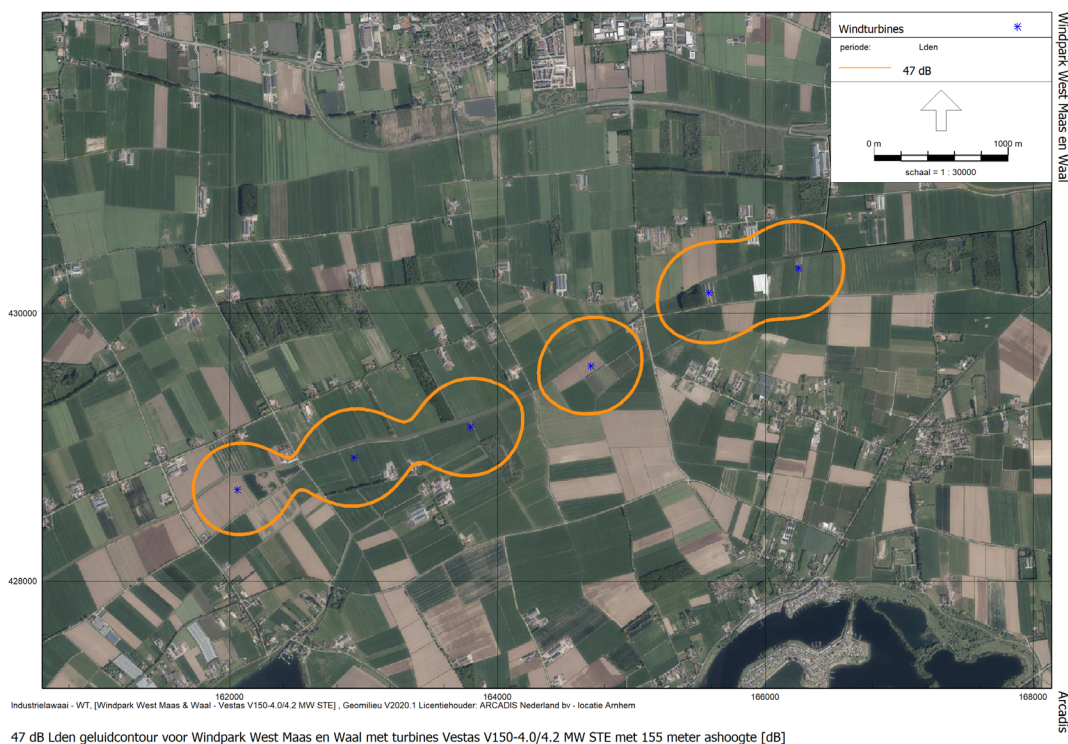 Windturbines
periode: Lden
47 dB
0 m 1000 m
schaal = 1 : 30000
Windpark West Maas en Waal
430000
428000
162000 164000 166000 168000
Industrielawaai - WT, [Windpark West Maas & Waal - Vestas V150-4.0/4.2 MW STE] , Geomilieu V2020.1 Licentiehouder: ARCADIS Nederland bv - locatie Arnhem
Arcadis
47 dB Lden geluidcontour voor Windpark West Maas en Waal met turbines Vestas V150-4.0/4.2 MW STE met 155 meter ashoogte [dB]